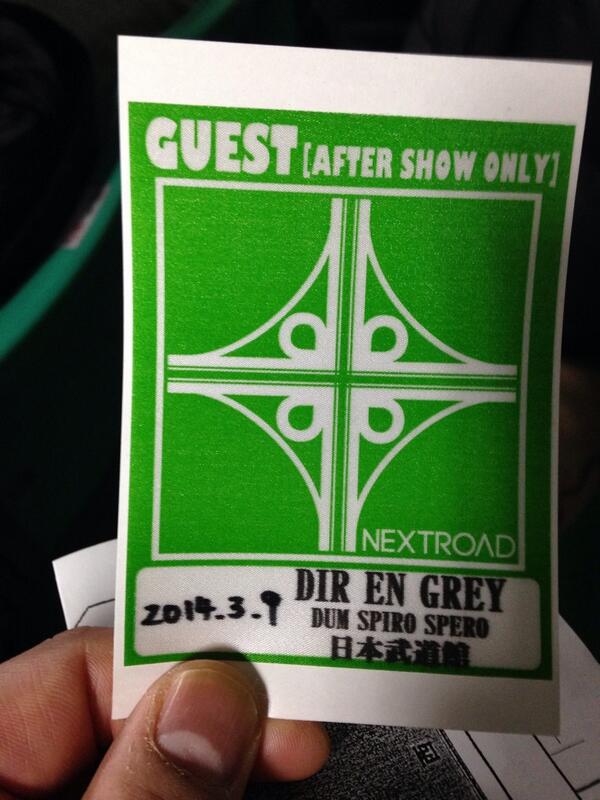 GUEST [AFTER SHOW ONLY]
NEXTROAD
2014.3.9
DIR EN GREY
DUM SPIRO SPERO
日本武道館